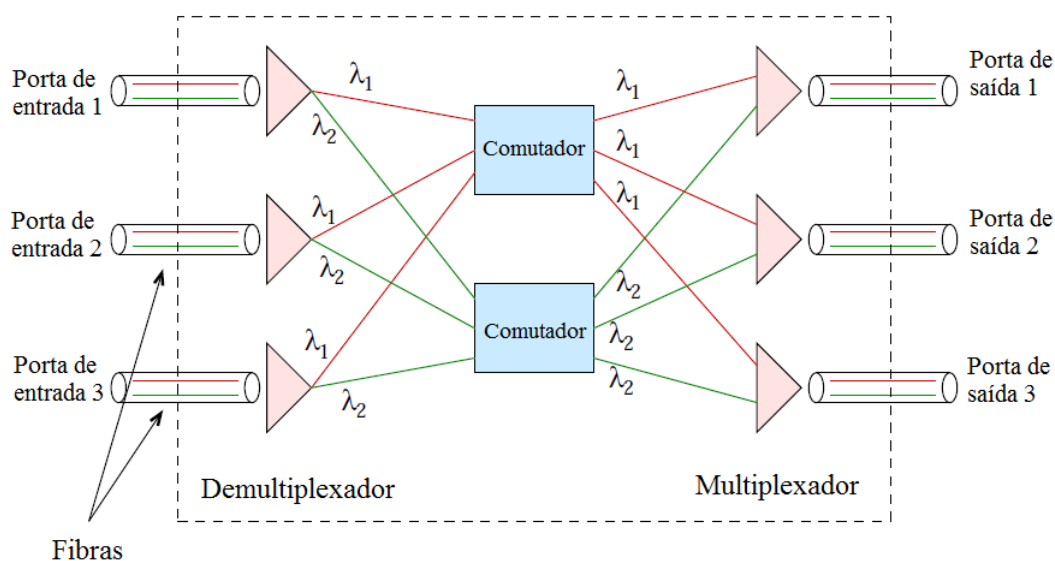 Porta de
entrada 1
λ1
λ2
Comutador
λ1
Porta de
saída 1
Porta de
entrada 2
λ1
λ2
λ1
λ1
Porta de
saída 2
Porta de
entrada 3
λ1
λ2
Comutador
λ2
λ2
λ2
Porta de
saída 3
Demultiplexador
Multiplexador
Fibras